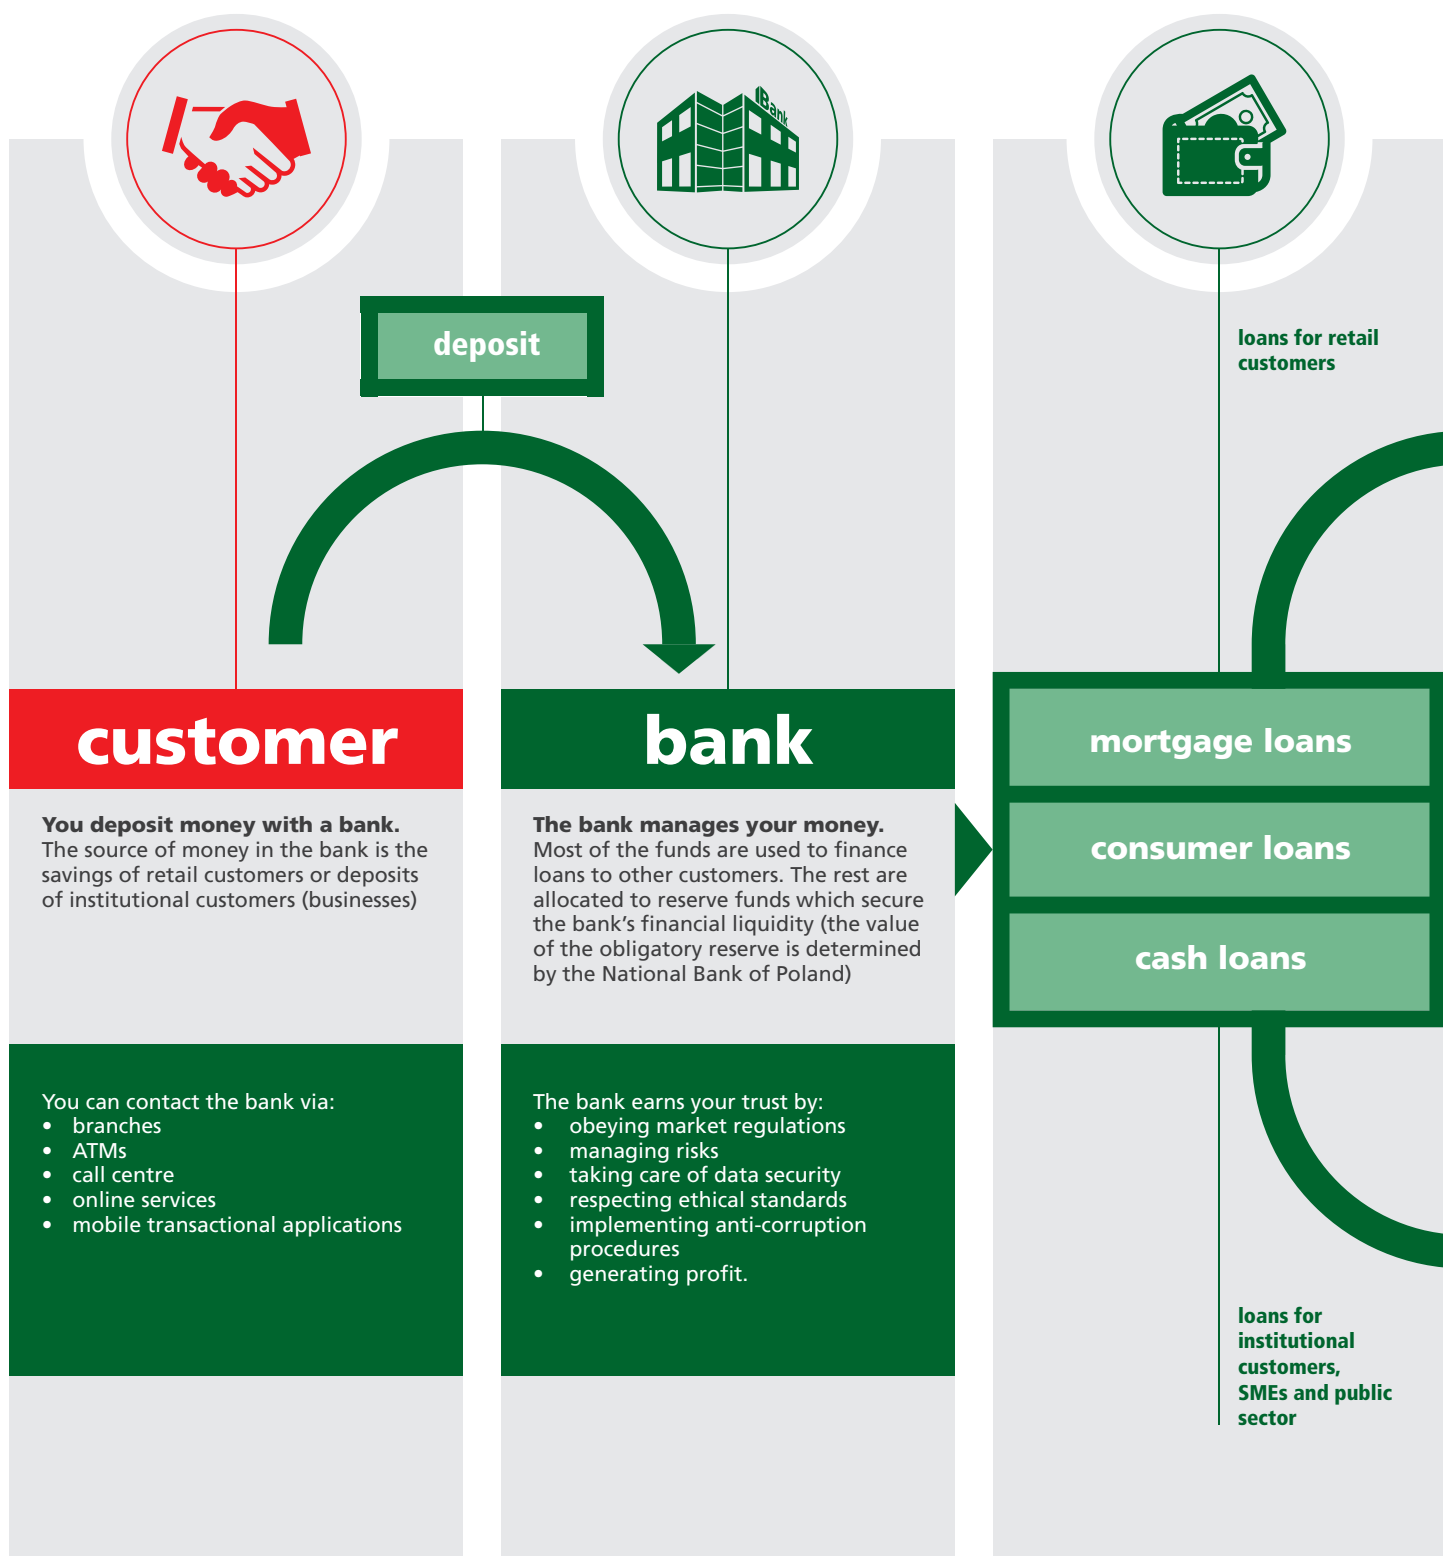 Bank
deposit
loans for retail
customers
customer
bank
mortgage loans
consumer loans
cash loans
You deposit money with a bank.
The source of money in the bank is the
savings of retail customers or deposits
of institutional customers (businesses)
The bank manages your money.
Most of the funds are used to finance
loans to other customers. The rest are
allocated to reserve funds which secure
the bank’s financial liquidity (the value
of the obligatory reserve is determined
by the National Bank of Poland)
You can contact the bank via:
• branches
• ATMs
• call centre
• online services
• mobile transactional applications
The bank earns your trust by:
• obeying market regulations
• managing risks
• taking care of data security
• respecting ethical standards
• implementing anti-corruption
procedures
• generating profit.
loans for
institutional
customers,
SMEs and public
sector